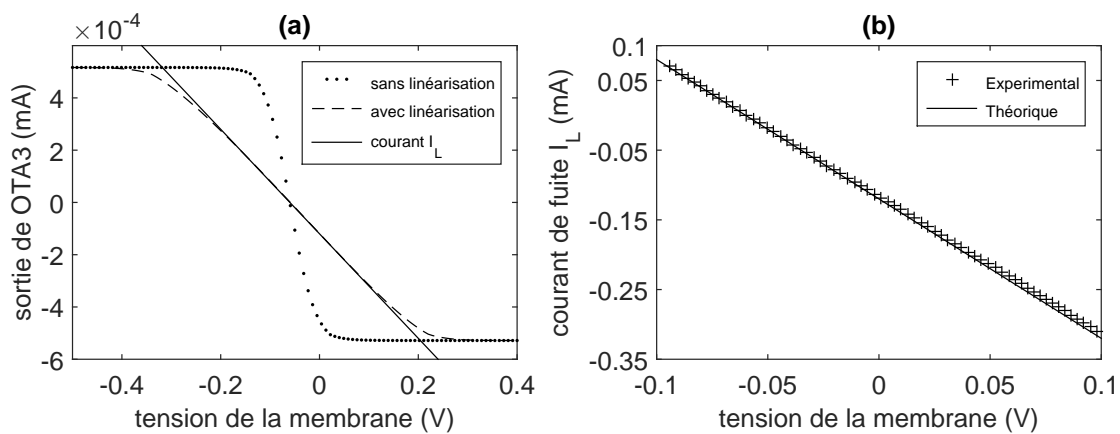 (a)
× 10⁻⁴
4
2
0
-2
-4
-6
-0.4
-0.2
0
0.2
0.4
sortie de OTA3 (mA)
tension de la membrane (V)
sans linéarisation
avec linéarisation
courant I_L
(b)
0.1
0.05
-0.05
-0.15
-0.25
-0.35
-0.1
-0.05
0
0.05
0.1
courant de fuite I_L (mA)
tension de la membrane (V)
Experimental
Théorique